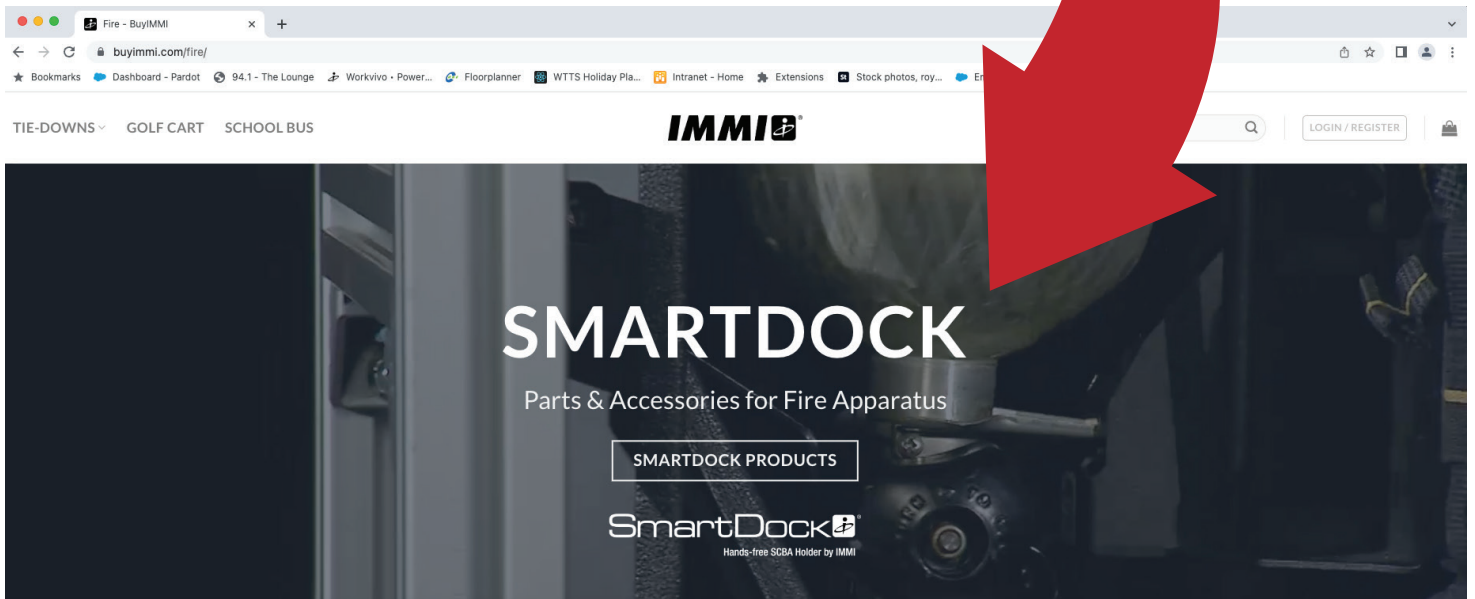 Fire - BuyIMMI
buyimmi.com/fire/
Bookmarks Dashboard - Pardot 94.1 - The Lounge Workvivo • Power... Floorplanner WTTS Holiday Pla... Intranet - Home Extensions Stock photos, roy...
TIE-DOWNS GOLF CART SCHOOL BUS IMMI LOGIN / REGISTER
SMARTDOCK
Parts & Accessories for Fire Apparatus
SMARTDOCK PRODUCTS
SmartDock
Hands-free SCBA Holder by IMMI